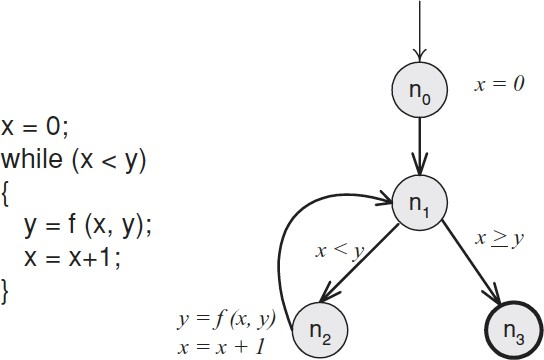 x = 0;
while (x < y)
{
y = f (x, y);
x = x+1;
}
n0
x = 0
n1
x < y
x ≥ y
y = f (x, y)
x = x + 1
n2
n3